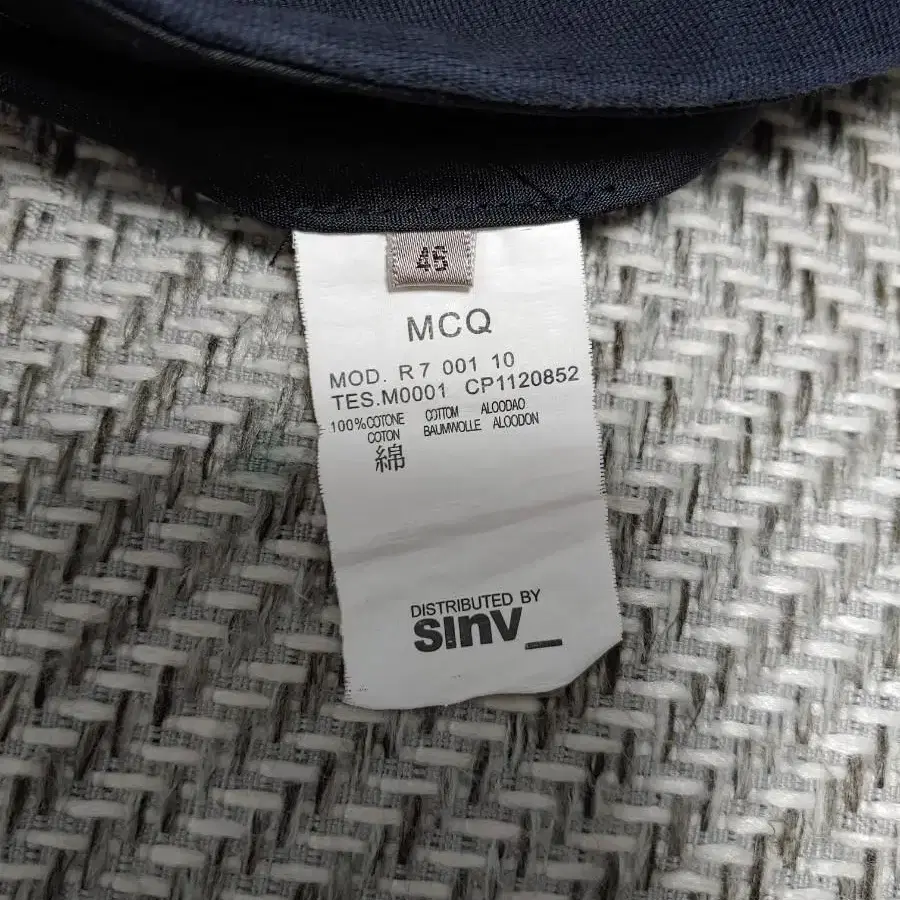 46
MCQ
MOD. R7 001 10
TES.M0001 CP1120852
100%COTONE COTTOM ALOODAO
COTON BAUMWOLLE ALOODON
綿
DISTRIBUTED BY
sınv_